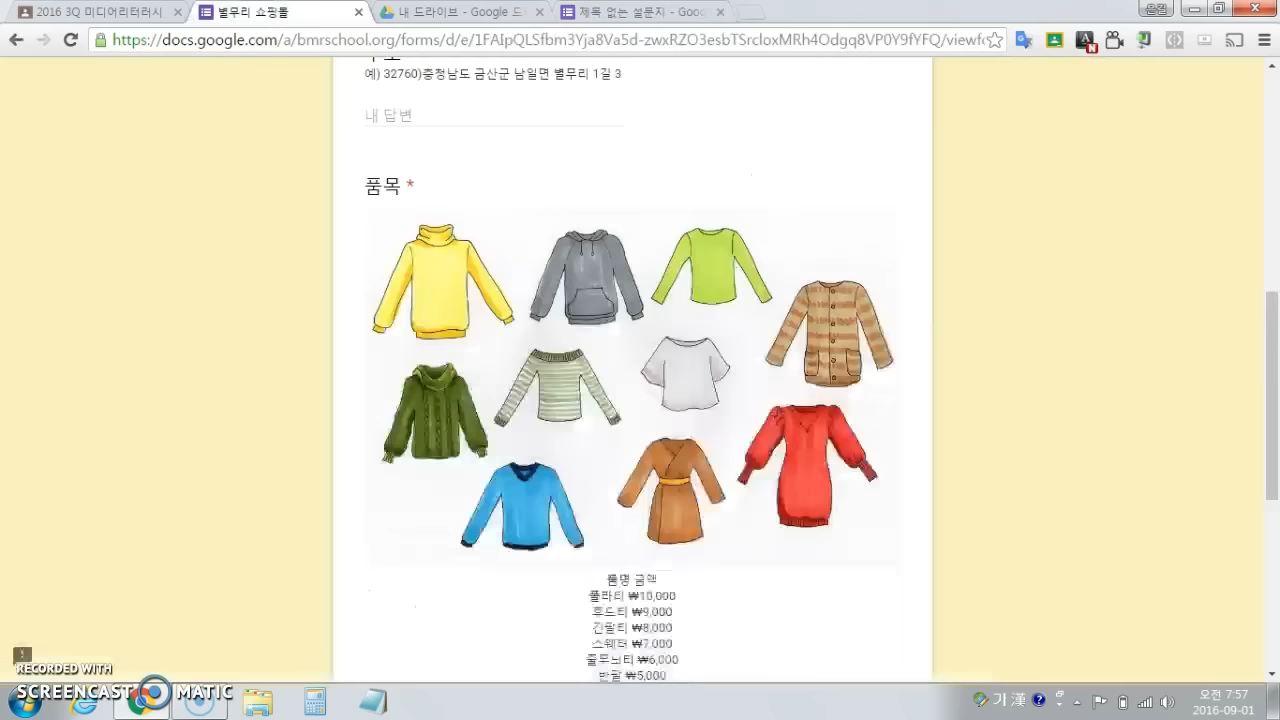 2016 3Q 미디어리터러시
별무리 쇼핑몰
내 드라이브 - Google 드
제목 없는 설문지 - Goog
https://docs.google.com/a/bmrschool.org/forms/d/e/1FAIpQLSfbm3Yja8Va5d-zwxRZO3esbTSrcloxMRh4Odgq8VP0Y9fYFQ/viewfo
예) 32760)충청남도 금산군 남일면 별무리 1길 3
내 답변
품목 *
품명 금액
폴라티 ₩10,000
후드티 ₩9,000
긴팔티 ₩8,000
스웨터 ₩7,000
줄무늬티 ₩6,000
반팔 ₩5,000
RECORDED WITH
SCREENCAST MATIC
가 漢
오전 7:57
2016-09-01